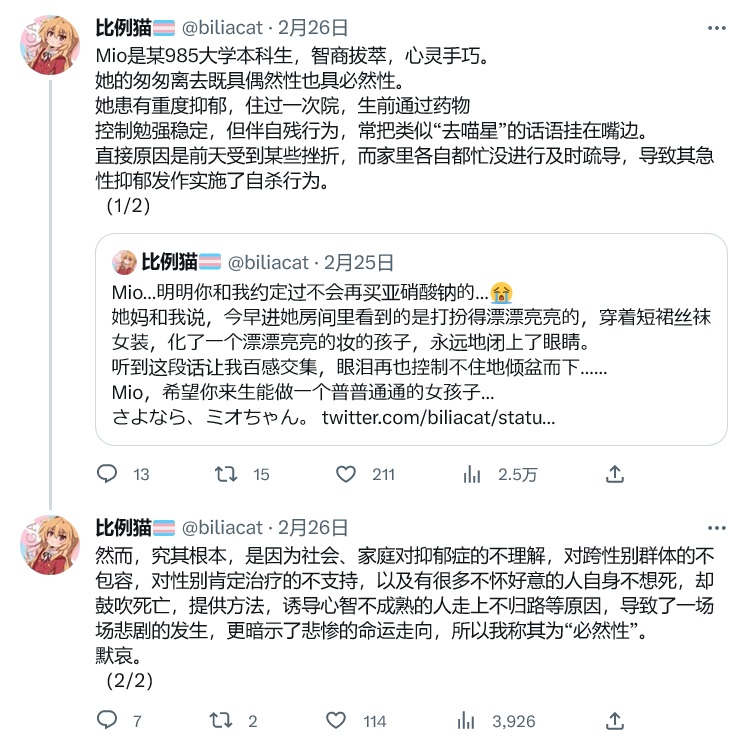 比例猫 @biliacat · 2月26日
Mio是某985大学本科生，智商拔萃，心灵手巧。
她的匆匆离去既具偶然性也具必然性。
她患有重度抑郁，住过一次院，生前通过药物
控制勉强稳定，但伴自残行为，常把类似“去喵星”的话语挂在嘴边。
直接原因是前天受到某些挫折，而家里各自都忙没进行及时疏导，导致其急
性抑郁发作实施了自杀行为。
（1/2）
比例猫 @biliacat · 2月25日
Mio...明明你和我约定过不会再买亚硝酸钠的...😭
她妈和我说，今早进她房间里看到的是打扮得漂漂亮亮的，穿着短裙丝袜
女装，化了一个漂漂亮亮的妆的孩子，永远地闭上了眼睛。
听到这段话让我百感交集，眼泪再也控制不住地倾盆而下......
Mio，希望你来生能做一个普普通通的女孩子...
さよなら、ミオちゃん。 twitter.com/biliacat/statu...
13 15 211 2.5万
比例猫 @biliacat · 2月26日
然而，究其根本，是因为社会、家庭对抑郁症的不理解，对跨性别群体的不
包容，对性别肯定治疗的不支持，以及有很多不怀好意的人自身不想死，却
鼓吹死亡，提供方法，诱导心智不成熟的人走上不归路等原因，导致了一场
场悲剧的发生，更暗示了悲惨的命运走向，所以我称其为“必然性”。
默哀。
（2/2）
7 2 114 3,926